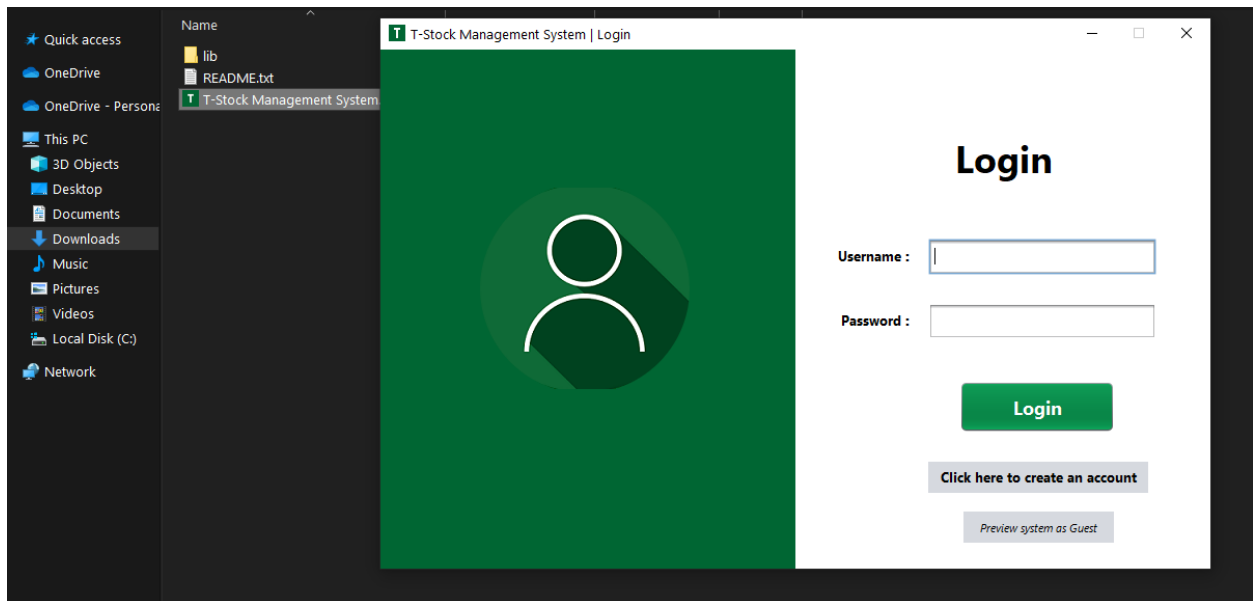 Quick access
OneDrive
OneDrive - Persona
This PC
3D Objects
Desktop
Documents
Downloads
Music
Pictures
Videos
Local Disk (C:)
Network
Name
lib
README.txt
T T-Stock Management System.
T T-Stock Management System | Login
Login
Username :
Password :
Login
Click here to create an account
Preview system as Guest